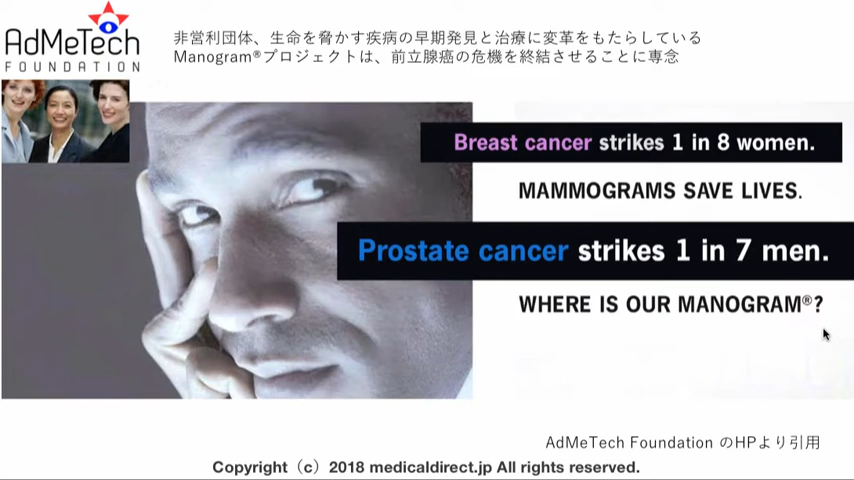 AdMeTech
FOUNDATION
非営利団体、生命を脅かす疾病の早期発見と治療に変革をもたらしている
Manogram®プロジェクトは、前立腺癌の危機を終結させることに専念
Breast cancer strikes 1 in 8 women.
MAMMOGRAMS SAVE LIVES.
Prostate cancer strikes 1 in 7 men.
WHERE IS OUR MANOGRAM®?
AdMeTech Foundation のHPより引用
Copyright（c）2018 medicaldirect.jp All rights reserved.